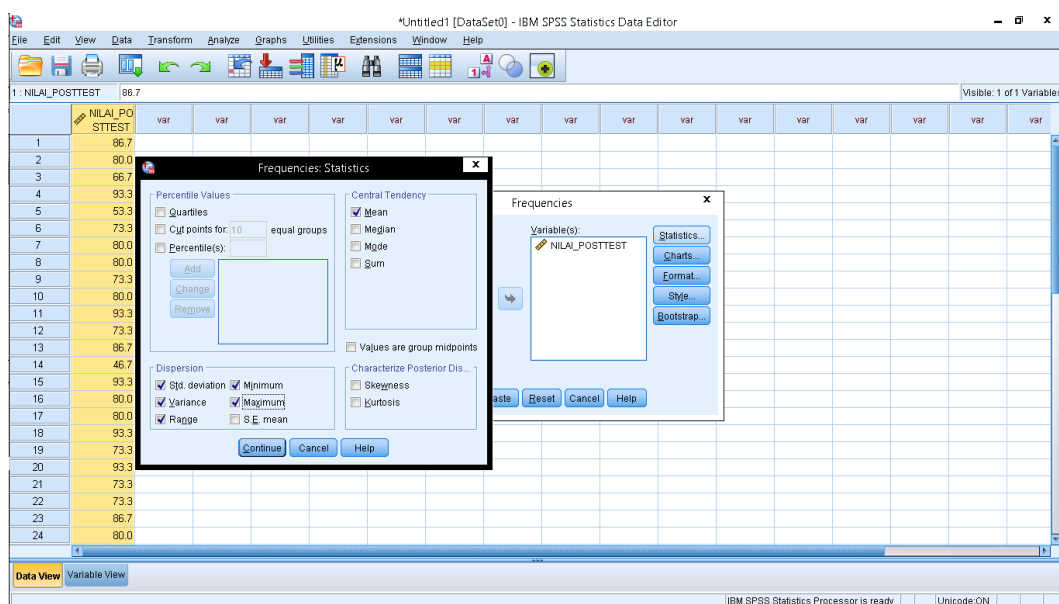 *Untitled1 [DataSet0] - IBM SPSS Statistics Data Editor
File Edit View Data Transform Analyze Graphs Utilities Extensions Window Help
1 : NILAI_POSTTEST 86.7 Visible: 1 of 1 Variables
NILAI_PO
STTEST var var var var var var var var var var var var var var var var
1 86.7
2 80.0
3 66.7
4 93.3
5 53.3
6 73.3
7 80.0
8 80.0
9 73.3
10 80.0
11 93.3
12 73.3
13 86.7
14 46.7
15 93.3
16 80.0
17 80.0
18 93.3
19 73.3
20 93.3
21 73.3
22 73.3
23 86.7
24 80.0
Frequencies: Statistics x
Percentile Values
Quartiles
Cut points for: 10 equal groups
Percentile(s):
Add
Change
Remove
Central Tendency
Mean
Median
Mode
Sum
Values are group midpoints
Dispersion
Std. deviation Minimum
Variance Maximum
Range S.E. mean
Characterize Posterior Dis...
Skewness
Kurtosis
Continue Cancel Help
Frequencies x
Variable(s):
NILAI_POSTTEST
Statistics...
Charts...
Format...
Style...
Bootstrap...
aste Reset Cancel Help
Data View Variable View
IBM SPSS Statistics Processor is ready Unicode:ON